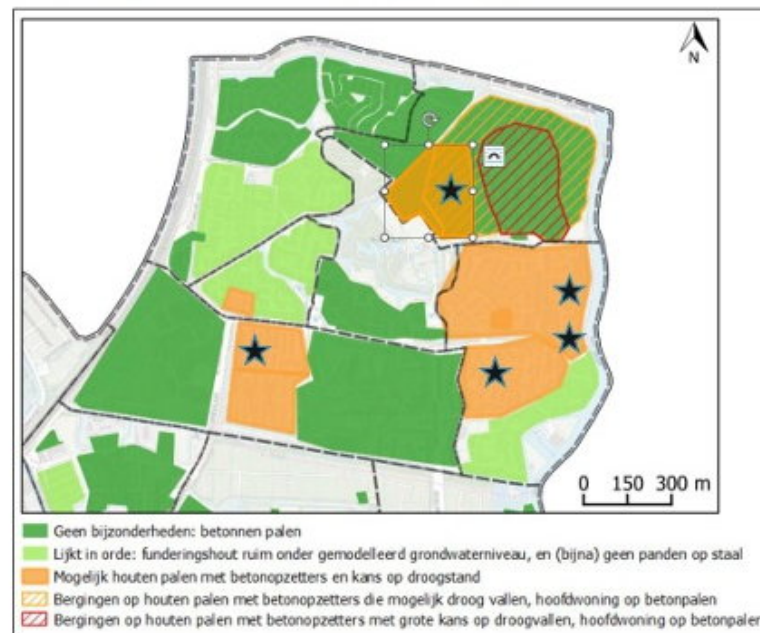 N
0 150 300 m
Geen bijzonderheden: betonnen palen
Lijkt in orde: funderingshout ruim onder gemodelleerd grondwaterniveau, en (bijna) geen panden op staal
Mogelijk houten palen met betonopzetters en kans op droogstand
Bergingen op houten palen met betonopzetters die mogelijk droog vallen, hoofdwoning op betonpalen
Bergingen op houten palen met betonopzetters met grote kans op droogvallen, hoofdwoning op betonpalen